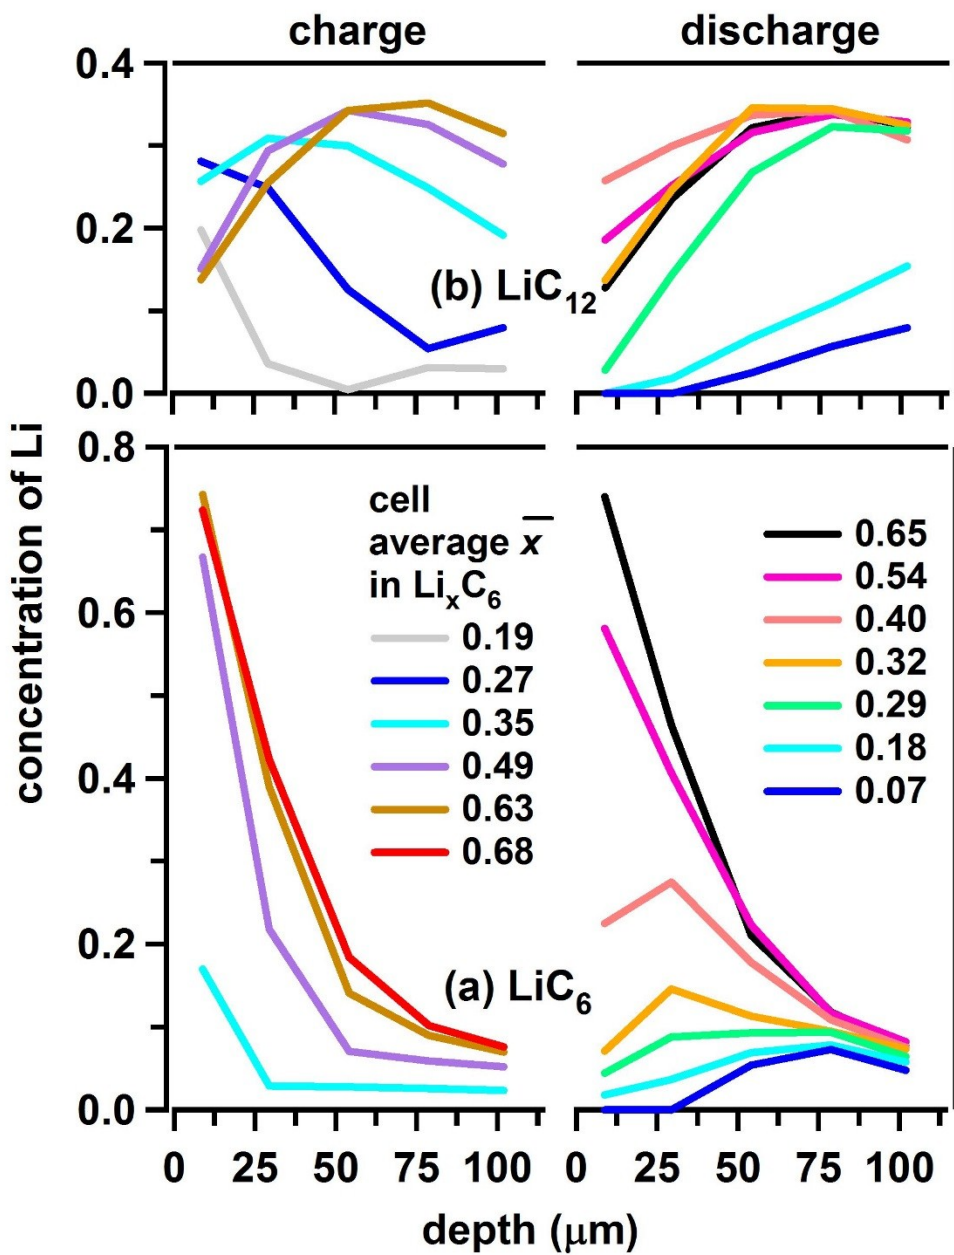 charge discharge
0.4
0.2
(b) LiC₁₂
0.0
concentration of Li
0.8
cell
average x̅
in LiₓC₆
0.19
0.27
0.35
0.49
0.63
0.68
0.65
0.54
0.40
0.32
0.29
0.18
0.07
0.6
0.4
0.2
(a) LiC₆
0.0
0 25 50 75 100 0 25 50 75 100
depth (μm)